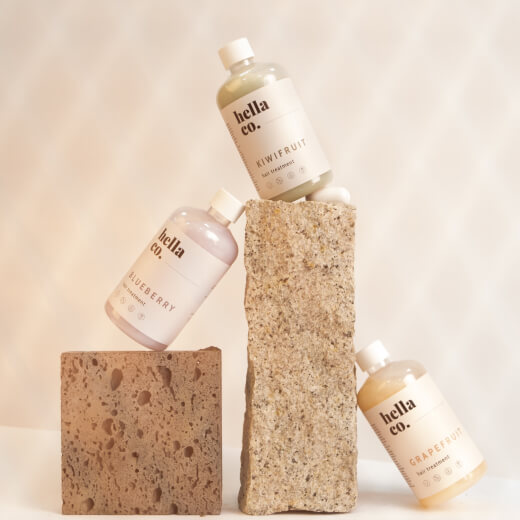 hella
co.
KIWIFRUIT
hair treatment
hella
co.
BLUEBERRY
hair treatment
hella
co.
GRAPEFRUIT
hair treatment